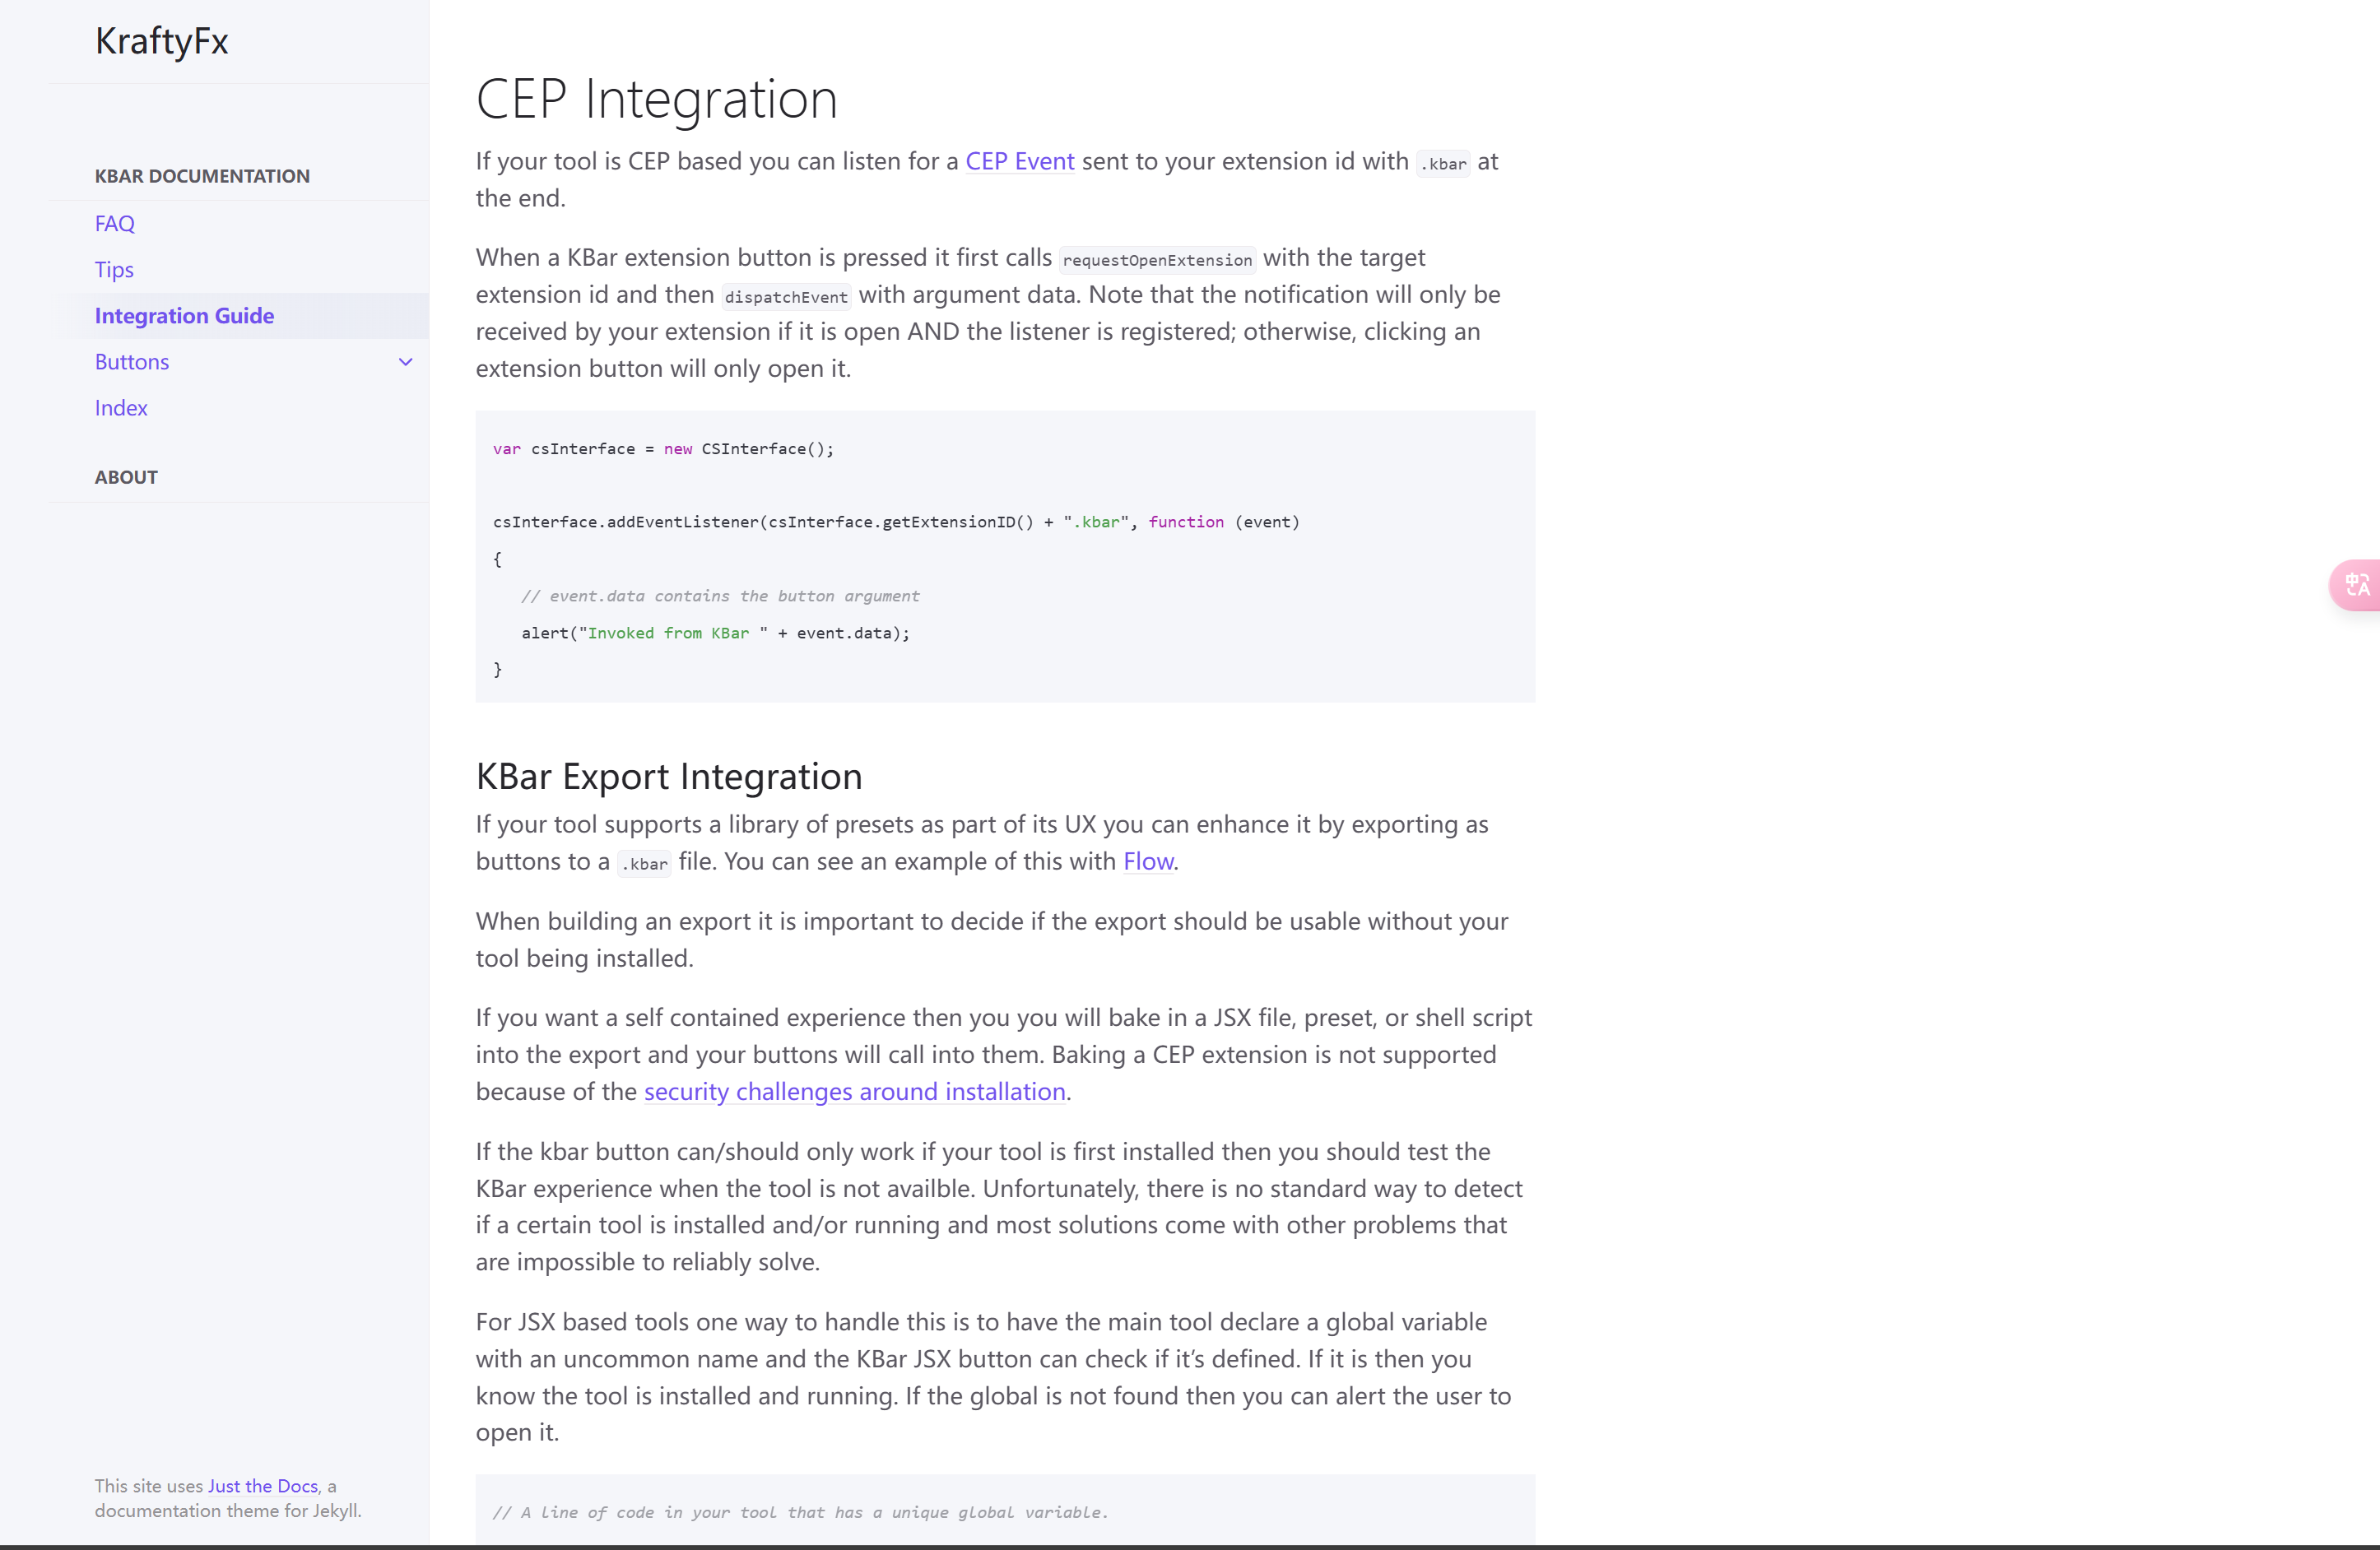 KraftyFx
KBAR DOCUMENTATION
FAQ
Tips
Integration Guide
Buttons
Index
ABOUT
This site uses Just the Docs, a
documentation theme for Jekyll.
CEP Integration
If your tool is CEP based you can listen for a CEP Event sent to your extension id with .kbar at
the end.
When a KBar extension button is pressed it first calls requestOpenExtension with the target
extension id and then dispatchEvent with argument data. Note that the notification will only be
received by your extension if it is open AND the listener is registered; otherwise, clicking an
extension button will only open it.
var csInterface = new CSInterface();
csInterface.addEventListener(csInterface.getExtensionID() + ".kbar", function (event)
{
   // event.data contains the button argument
   alert("Invoked from KBar " + event.data);
}
KBar Export Integration
If your tool supports a library of presets as part of its UX you can enhance it by exporting as
buttons to a .kbar file. You can see an example of this with Flow.
When building an export it is important to decide if the export should be usable without your
tool being installed.
If you want a self contained experience then you you will bake in a JSX file, preset, or shell script
into the export and your buttons will call into them. Baking a CEP extension is not supported
because of the security challenges around installation.
If the kbar button can/should only work if your tool is first installed then you should test the
KBar experience when the tool is not availble. Unfortunately, there is no standard way to detect
if a certain tool is installed and/or running and most solutions come with other problems that
are impossible to reliably solve.
For JSX based tools one way to handle this is to have the main tool declare a global variable
with an uncommon name and the KBar JSX button can check if it’s defined. If it is then you
know the tool is installed and running. If the global is not found then you can alert the user to
open it.
// A line of code in your tool that has a unique global variable.
中A